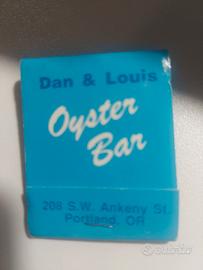 Dan & Louis
Oyster
Bar
208 S.W. Ankeny St.
Portland, OR